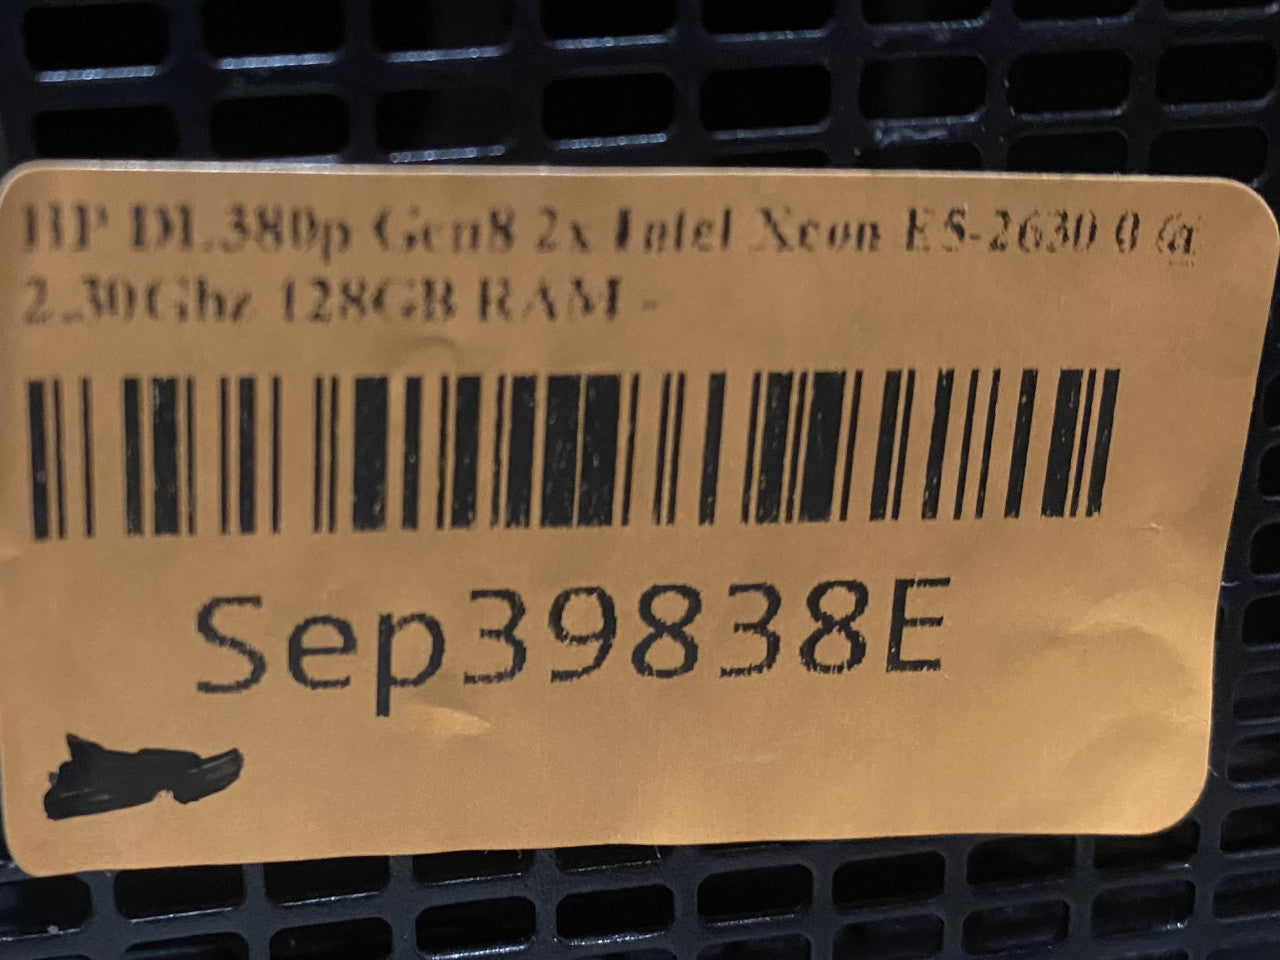 HP DL380p Gen8 2x Intel Xeon E5-2630 0 @
2.30Ghz 128GB RAM -
Sep39838E